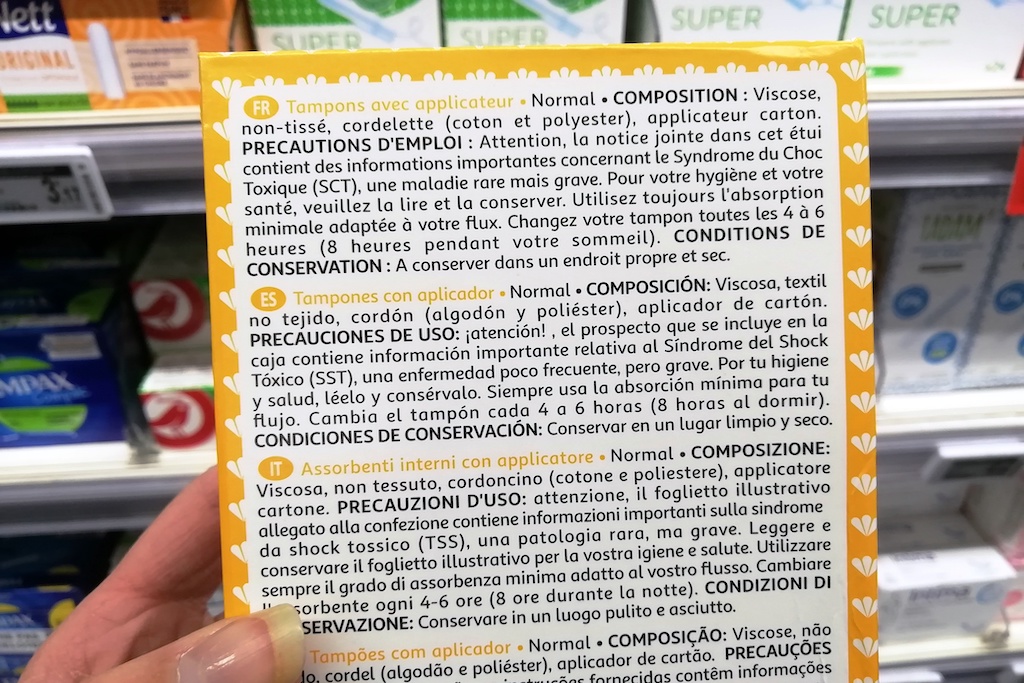 Nett
ORIGINAL
SUPER
SUPER
SUPER
SUPER
3,17
MPAX
FR Tampons avec applicateur • Normal • COMPOSITION : Viscose,
non-tissé, cordelette (coton et polyester), applicateur carton.
PRECAUTIONS D'EMPLOI : Attention, la notice jointe dans cet étui
contient des informations importantes concernant le Syndrome du Choc
Toxique (SCT), une maladie rare mais grave. Pour votre hygiène et votre
santé, veuillez la lire et la conserver. Utilisez toujours l'absorption
minimale adaptée à votre flux. Changez votre tampon toutes les 4 à 6
heures (8 heures pendant votre sommeil). CONDITIONS DE
CONSERVATION : A conserver dans un endroit propre et sec.
ES Tampones con aplicador • Normal • COMPOSICIÓN: Viscosa, textil
no tejido, cordón (algodón y poliéster), aplicador de cartón.
PRECAUCIONES DE USO: ¡atención! , el prospecto que se incluye en la
caja contiene información importante relativa al Síndrome del Shock
Tóxico (SST), una enfermedad poco frecuente, pero grave. Por tu higiene
y salud, léelo y consérvalo. Siempre usa la absorción mínima para tu
flujo. Cambia el tampón cada 4 a 6 horas (8 horas al dormir).
CONDICIONES DE CONSERVACIÓN: Conservar en un lugar limpio y seco.
IT Assorbenti interni con applicatore • Normal • COMPOSIZIONE:
Viscosa, non tessuto, cordoncino (cotone e poliestere), applicatore
cartone. PRECAUZIONI D'USO: attenzione, il foglietto illustrativo
allegato alla confezione contiene informazioni importanti sulla sindrome
da shock tossico (TSS), una patologia rara, ma grave. Leggere e
conservare il foglietto illustrativo per la vostra igiene e salute. Utilizzare
sempre il grado di assorbenza minima adatto al vostro flusso. Cambiare
sorbente ogni 4-6 ore (8 ore durante la notte). CONDIZIONI DI
SERVAZIONE: Conservare in un luogo pulito e asciutto.
Tampões com aplicador • Normal • COMPOSIÇÃO: Viscose, não
cordel (algodão e poliéster), aplicador de cartão. PRECAUÇÕES
instruções fornecidas contêm informações